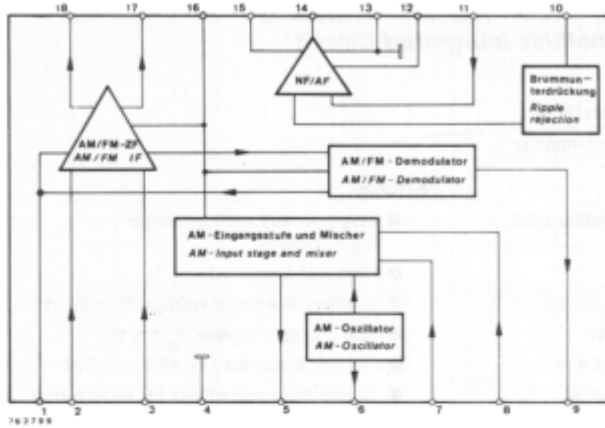 18 17 16 15 14 13 12 11 10
NF/AF
Brummun-
terdrückung
Ripple
rejection
AM/FM-ZF
AM/FM IF
AM/FM-Demodulator
AM/FM-Demodulator
AM-Eingangsstufe und Mischer
AM-Input stage and mixer
AM-Oszillator
AM-Oscillator
1 2 3 4 5 6 7 8 9